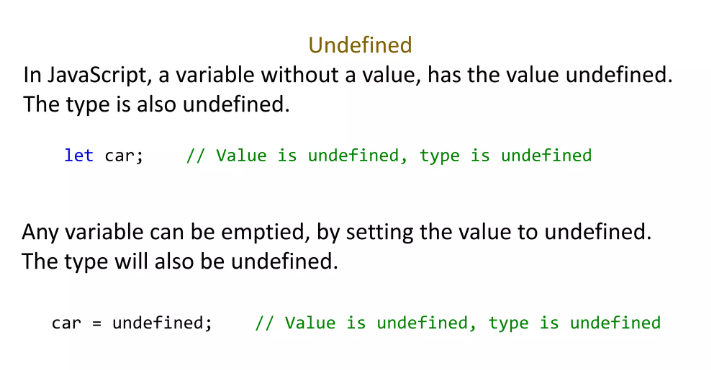 Undefined
In JavaScript, a variable without a value, has the value undefined.
The type is also undefined.
let car;    // Value is undefined, type is undefined
Any variable can be emptied, by setting the value to undefined.
The type will also be undefined.
car = undefined;    // Value is undefined, type is undefined